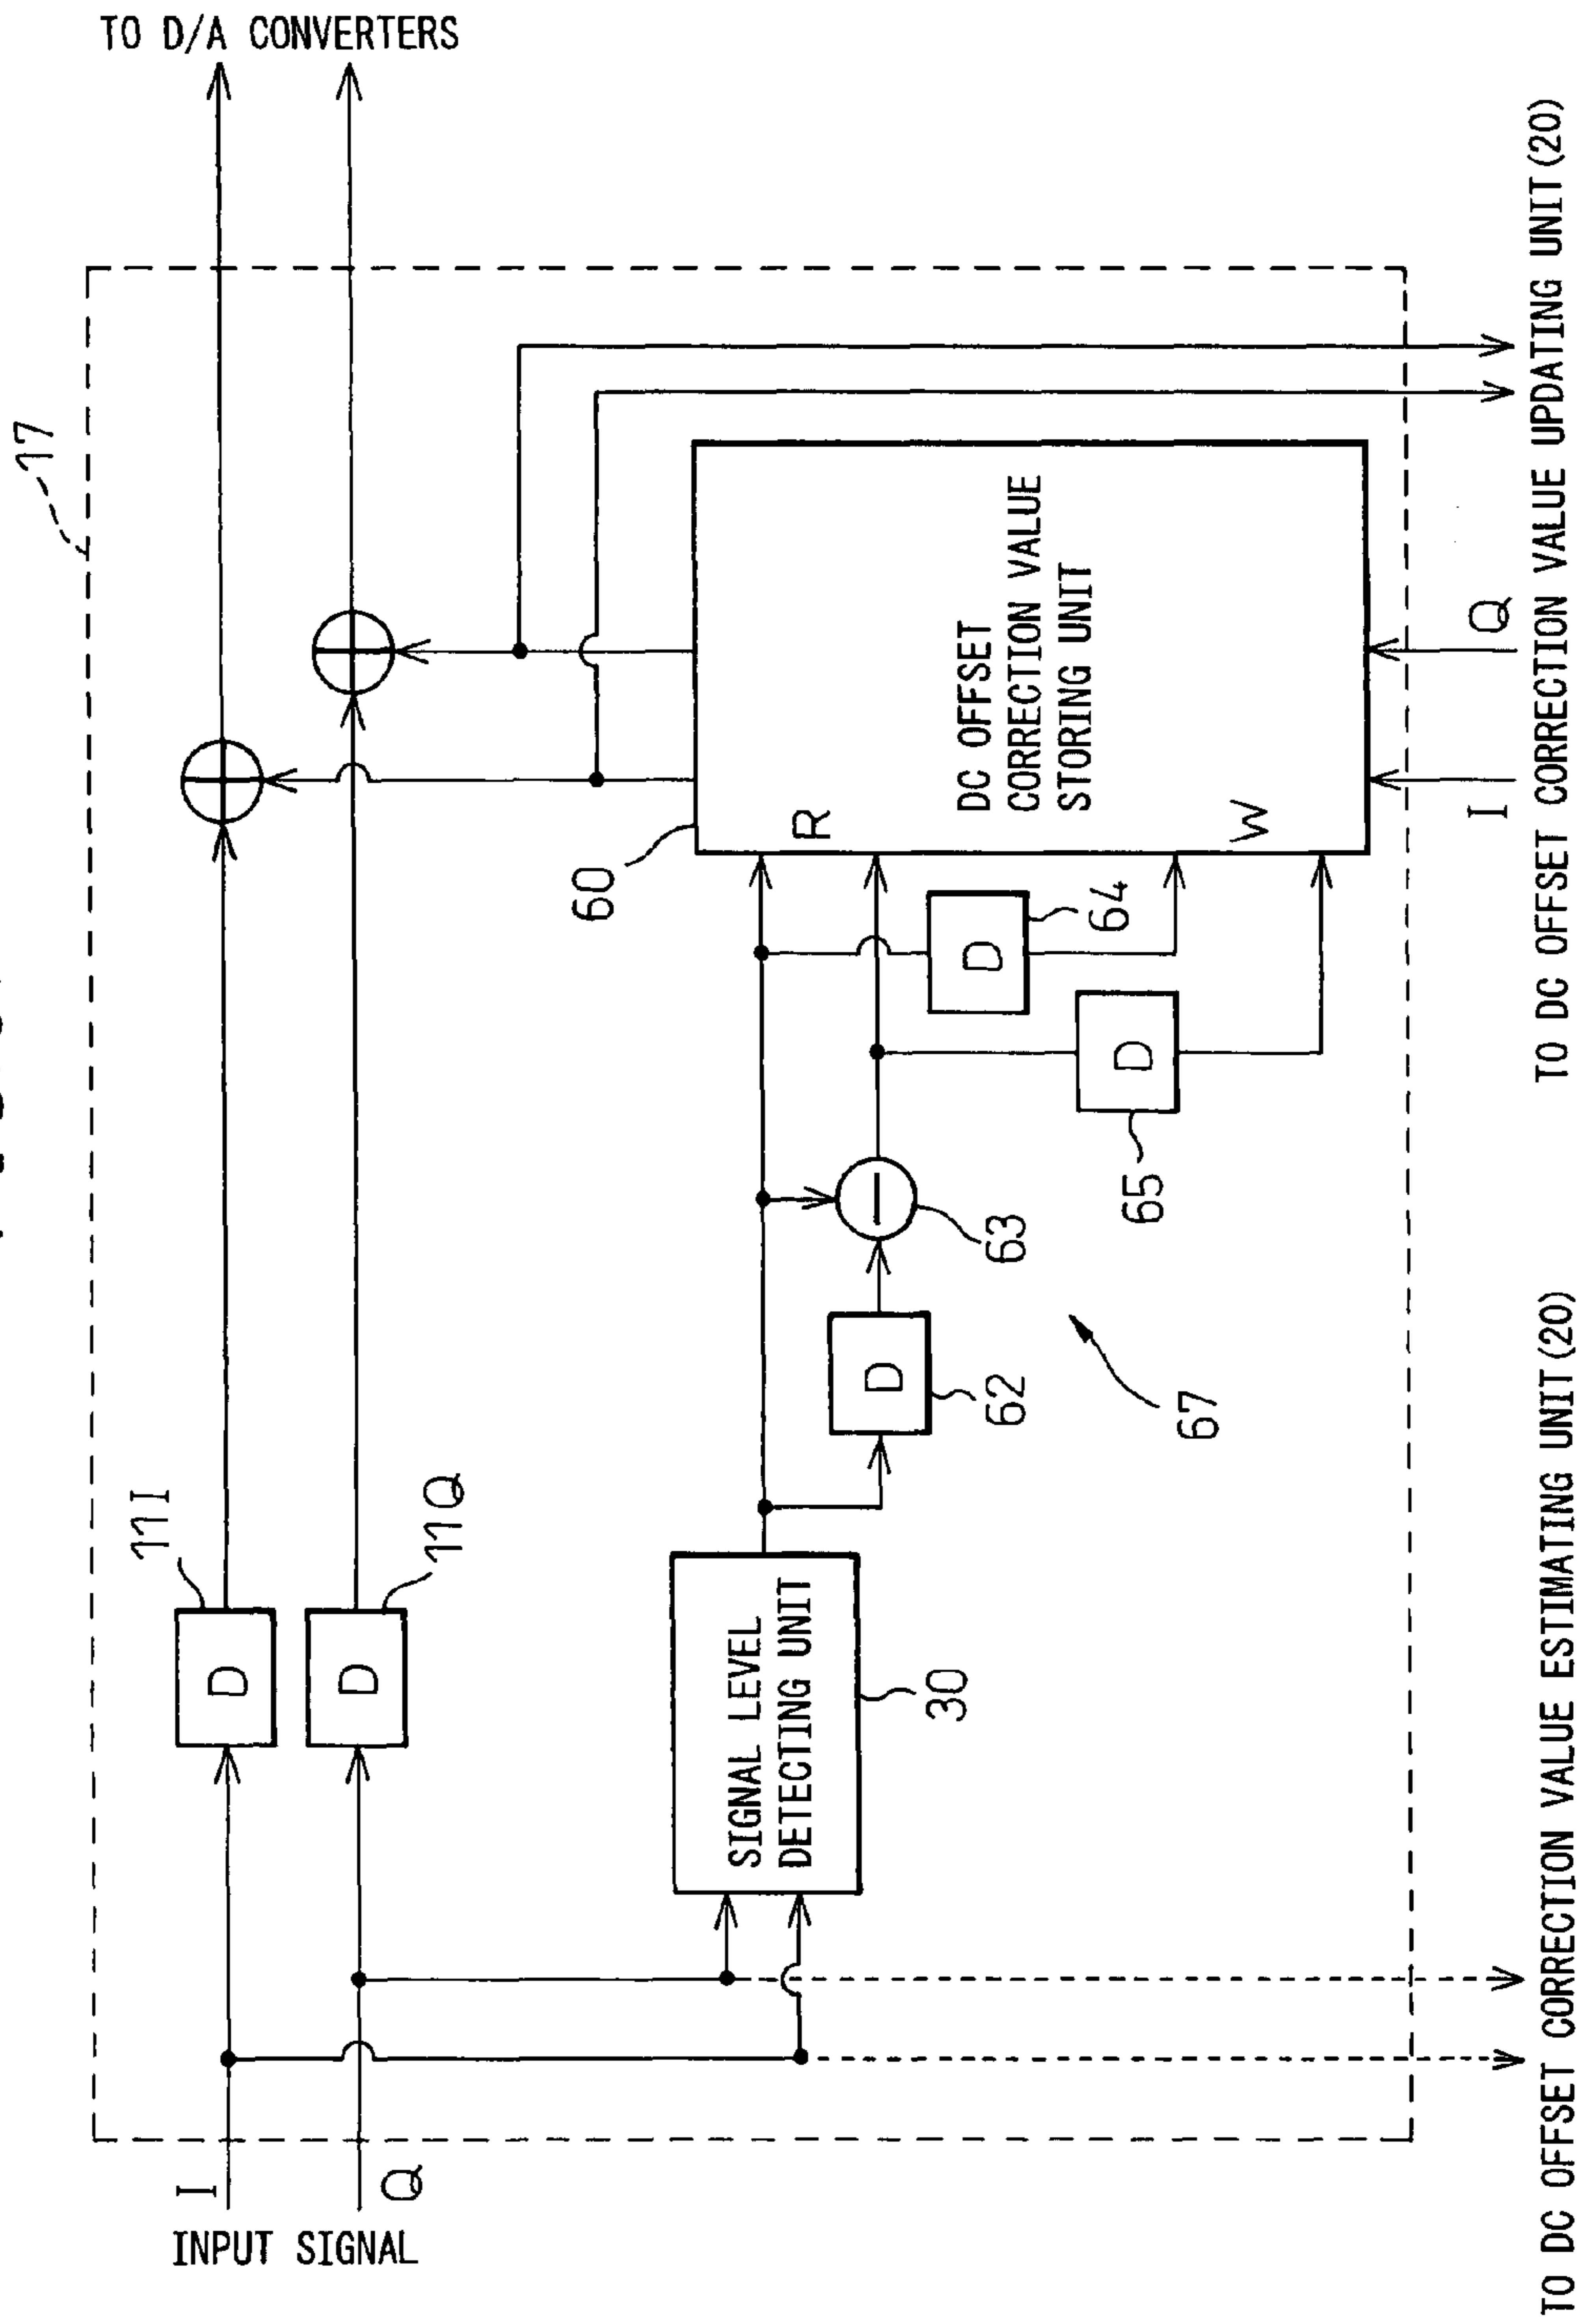 17
TO D/A CONVERTERS
INPUT SIGNAL
I
Q
D
11I
D
11Q
SIGNAL LEVEL
DETECTING UNIT
30
D
62
63
67
D
64
D
65
60
R
W
DC OFFSET
CORRECTION VALUE
STORING UNIT
I
Q
TO DC OFFSET CORRECTION VALUE ESTIMATING UNIT(20)
TO DC OFFSET CORRECTION VALUE UPDATING UNIT(20)